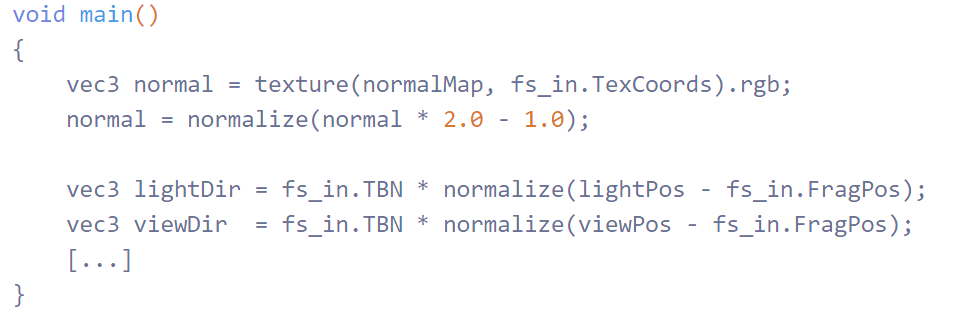 void main()
{
    vec3 normal = texture(normalMap, fs_in.TexCoords).rgb;
    normal = normalize(normal * 2.0 - 1.0);

    vec3 lightDir = fs_in.TBN * normalize(lightPos - fs_in.FragPos);
    vec3 viewDir  = fs_in.TBN * normalize(viewPos - fs_in.FragPos);
    [...]
}